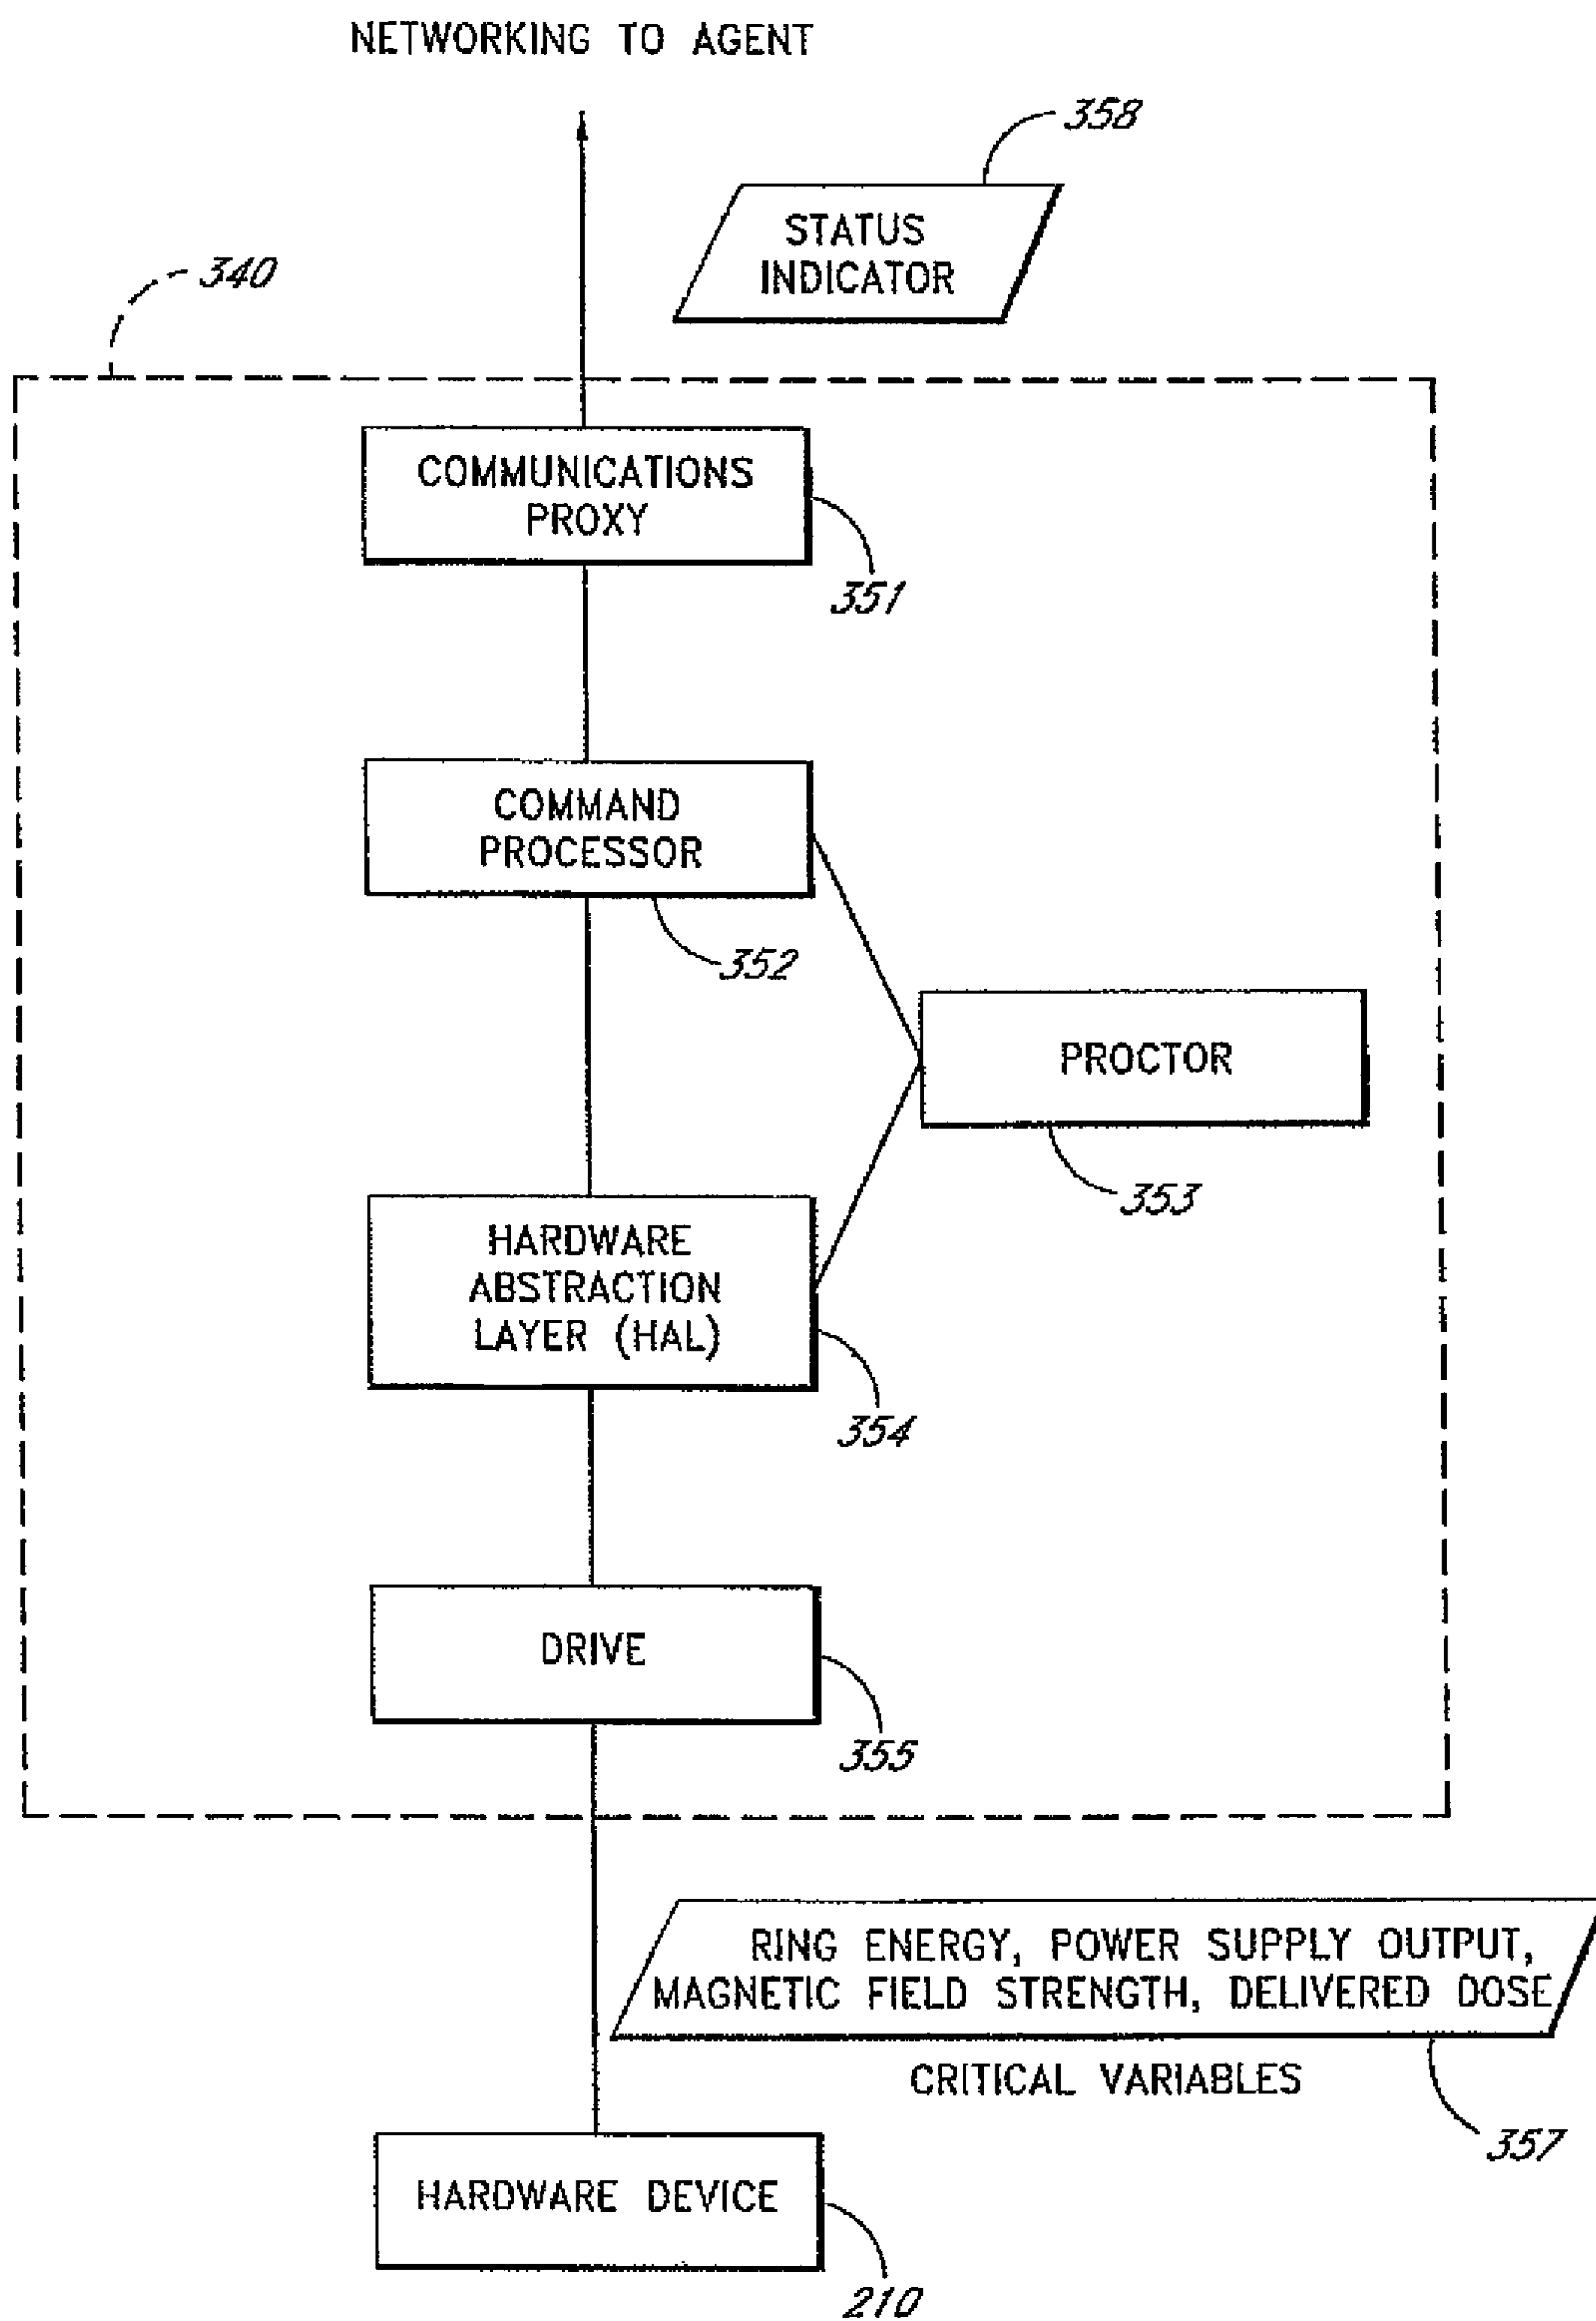 NETWORKING TO AGENT
358
STATUS
INDICATOR
340
COMMUNICATIONS
PROXY
351
COMMAND
PROCESSOR
352
PROCTOR
353
HARDWARE
ABSTRACTION
LAYER (HAL)
354
DRIVE
355
RING ENERGY, POWER SUPPLY OUTPUT,
MAGNETIC FIELD STRENGTH, DELIVERED DOSE
CRITICAL VARIABLES
357
HARDWARE DEVICE
210